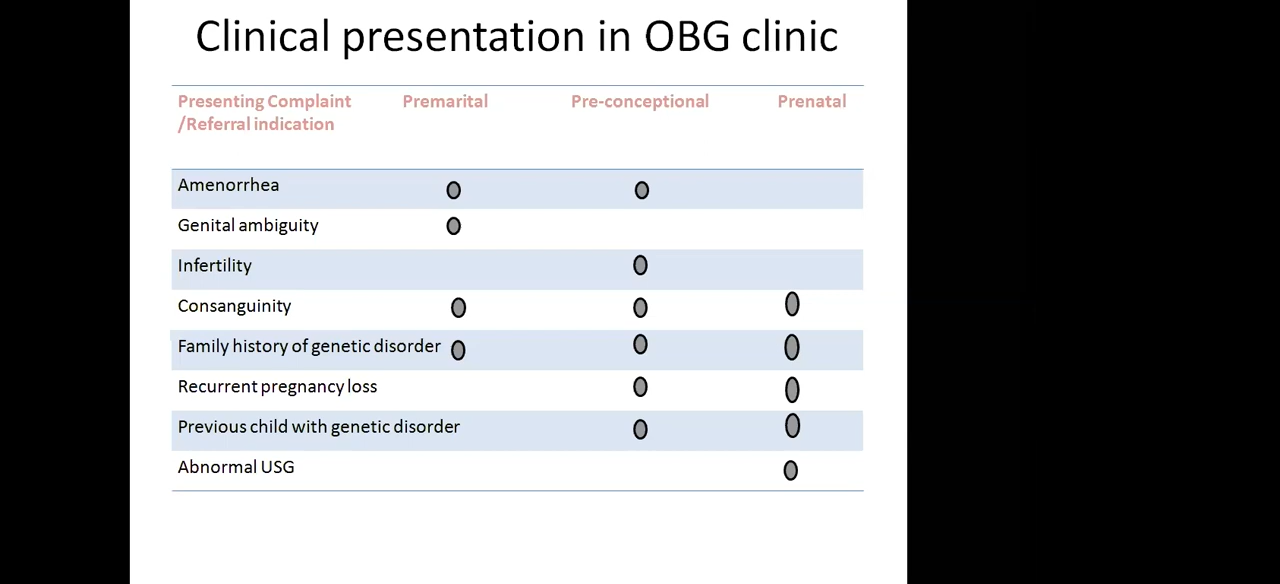 Clinical presentation in OBG clinic
Presenting Complaint Premarital Pre-conceptional Prenatal
/Referral indication
Amenorrhea
Genital ambiguity
Infertility
Consanguinity
Family history of genetic disorder
Recurrent pregnancy loss
Previous child with genetic disorder
Abnormal USG